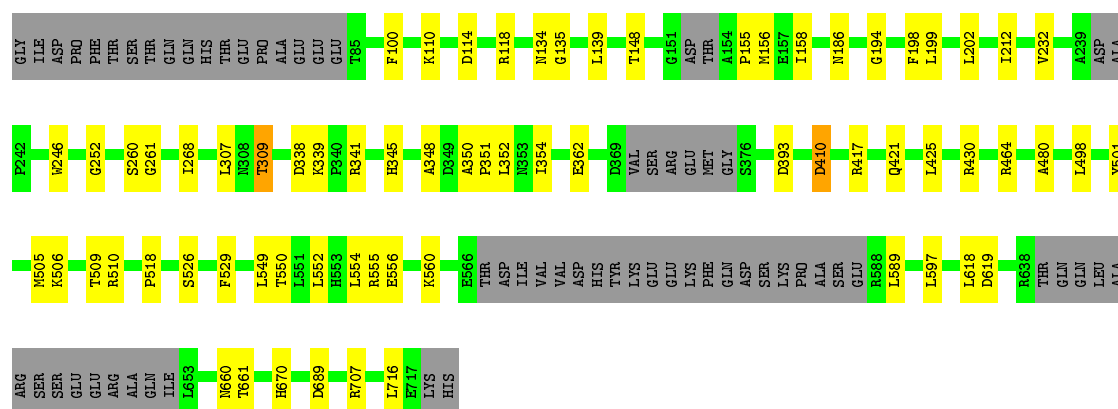 GLY ILE ASP PRO PHE THR SER THR GLN GLN HIS THR GLU PRO ALA GLU GLU GLU T85 F100 K110 D114 R118 N134 G135 L139 T148 G151 ASP THR A154 P155 M156 E157 I158 N186 G194 F198 L199 L202 I212 V232 A239 ASP ALA
P242 W246 G252 S260 G261 I268 L307 N308 T309 D338 K339 P340 R341 H345 A348 D349 A350 P351 L352 N353 I354 E362 D369 VAL SER ARG GLU MET GLY S376 D393 D410 R417 Q421 L425 R430 R464 A480 L498 Y501
M505 K506 T509 R510 P518 S526 F529 L549 T550 L551 L552 H553 L554 R555 E556 K560 E566 THR ASP ILE VAL VAL ASP HIS TYR LYS GLU GLU LYS PHE GLN ASP SER LYS PRO ALA SER GLU R588 L589 L597 L618 D619 R638 THR GLN GLN LEU ALA
ARG SER SER GLU GLU ARG ALA GLN ILE L653 N660 T661 H670 D689 R707 L716 E717 LYS HIS